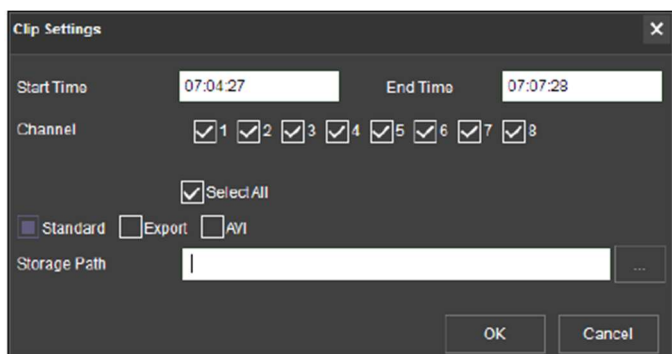 Clip Settings
Start Time 07:04:27 End Time 07:07:28
Channel 1 2 3 4 5 6 7 8
Select All
Standard Export AVI
Storage Path ...
OK Cancel